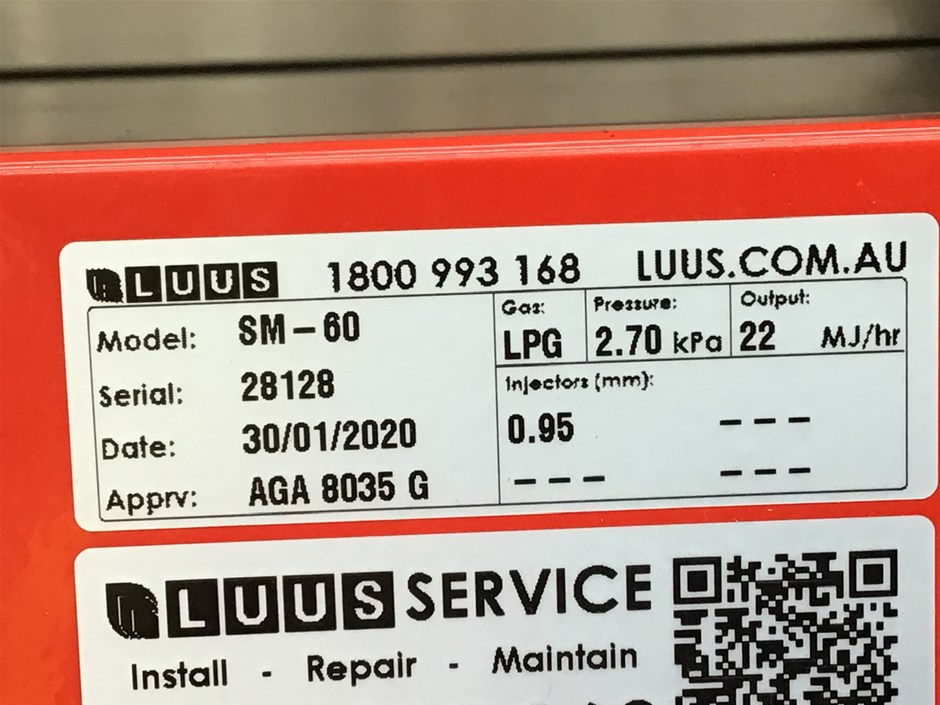 LUUS 1800 993 168 LUUS.COM.AU
Model: SM-60
Serial: 28128
Date: 30/01/2020
Apprv: AGA 8035 G
Gas: Pressure: Output:
LPG 2.70 kPa 22 MJ/hr
Injectors (mm):
0.95 ---
--- ---
LUUS SERVICE
Install - Repair - Maintain